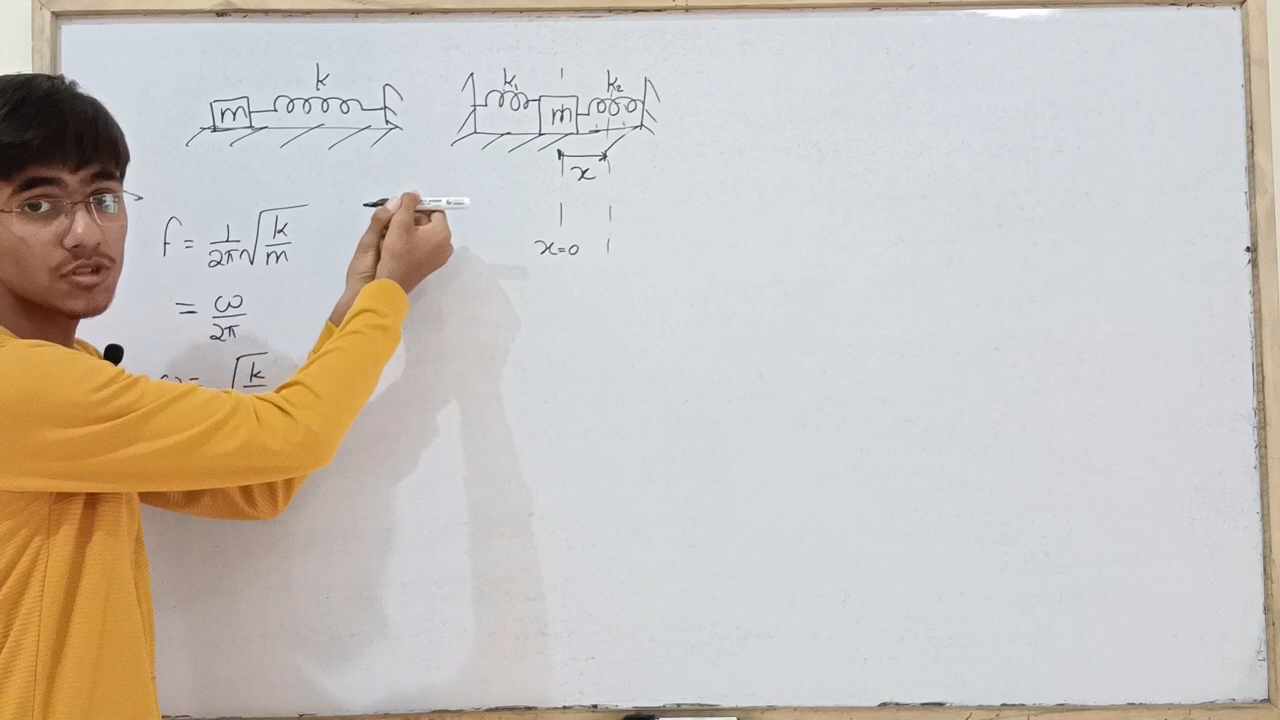 k
m
k₁ m k₂
x
f = 1/2π √k/m
x=0
= ω/2π
ω = √k